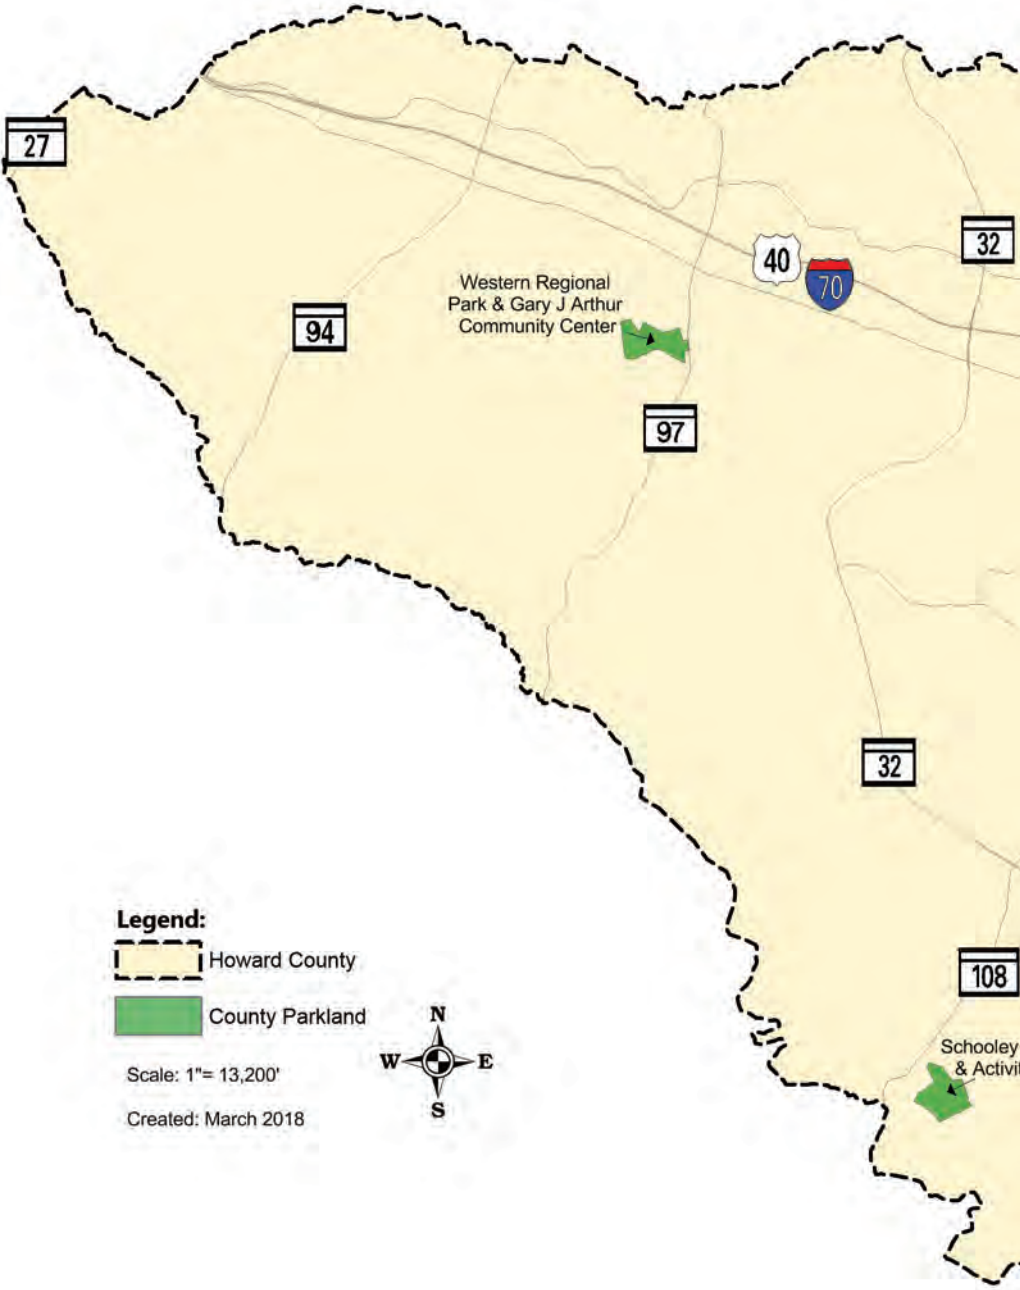 27
32
40
70
Western Regional
Park & Gary J Arthur
Community Center
94
97
32
Legend:
Howard County
County Parkland
Scale: 1"= 13,200'
Created: March 2018
N
W
E
S
108
Schooley
& Activit